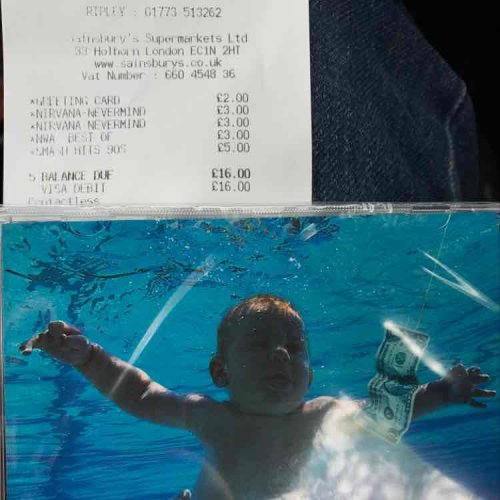 RIPLEY : 01773 513262
Sainsbury's Supermarkets Ltd
33 Holborn London EC1N 2HT
www.sainsburys.co.uk
Vat Number : 660 4548 36
*GREETING CARD £2.00
*NIRVANA NEVERMIND £3.00
*NIRVANA NEVERMIND £3.00
*NWA BEST OF £3.00
*SMASH HITS 90S £5.00
5 BALANCE DUE £16.00
VISA DEBIT £16.00
Contactless